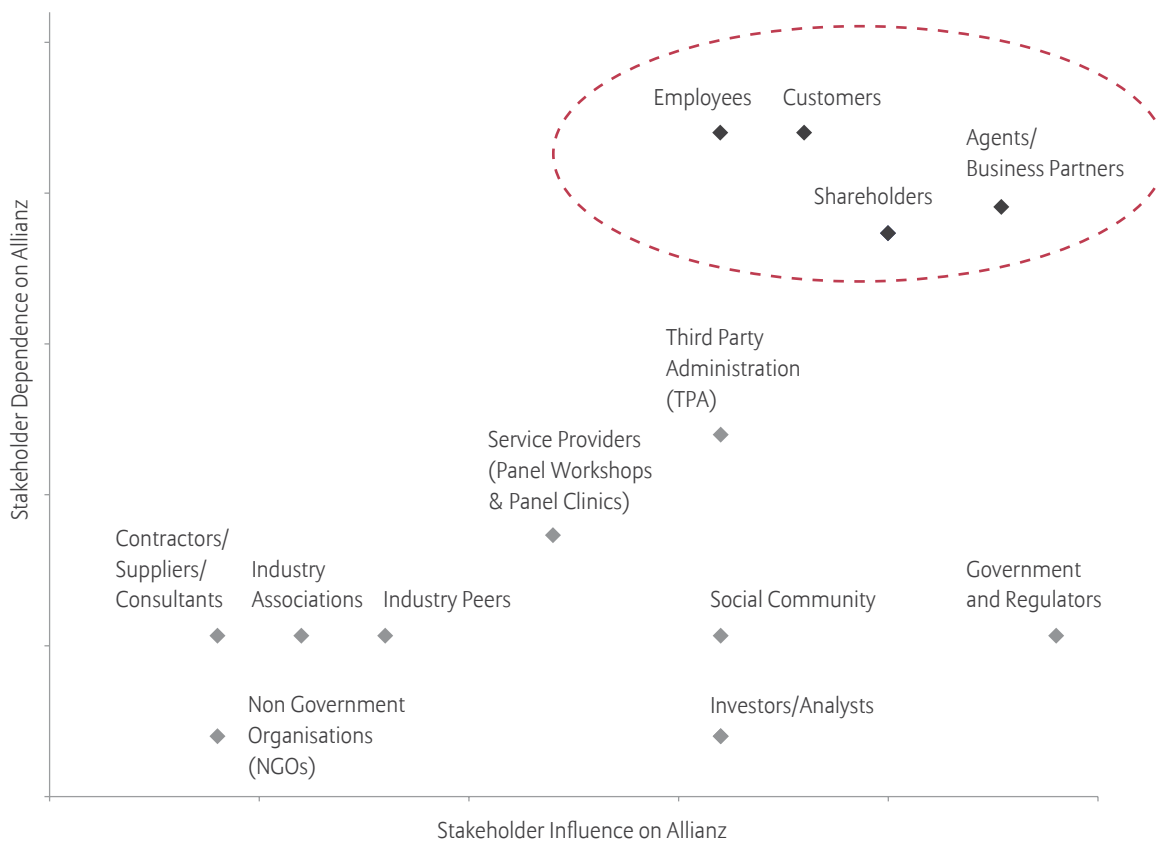 Employees
Customers
Agents/
Business Partners
Shareholders
Stakeholder Dependence on Allianz
Third Party
Administration
(TPA)
Service Providers
(Panel Workshops
& Panel Clinics)
Contractors/
Suppliers/
Consultants
Industry
Associations
Industry Peers
Social Community
Government
and Regulators
Non Government
Organisations
(NGOs)
Investors/Analysts
Stakeholder Influence on Allianz